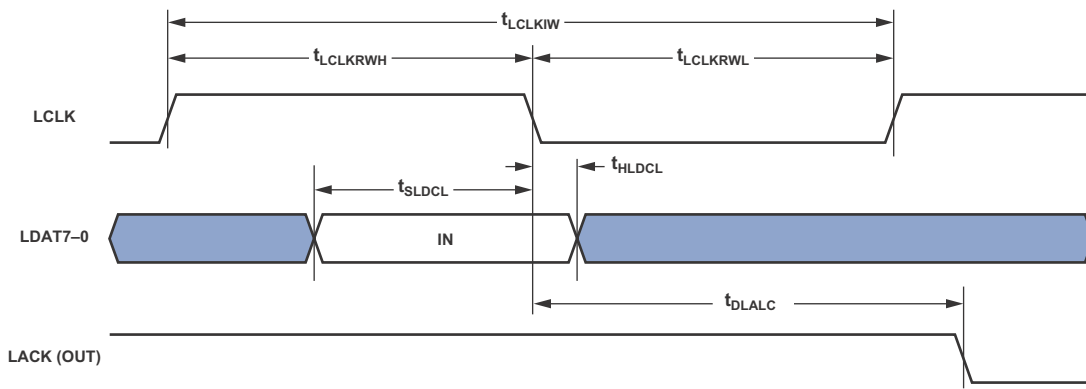 tLCLKIW
tLCLKRWH tLCLKRWL
LCLK
tHLDCL
tSLDCL
LDAT7–0 IN
tDLALC
LACK (OUT)